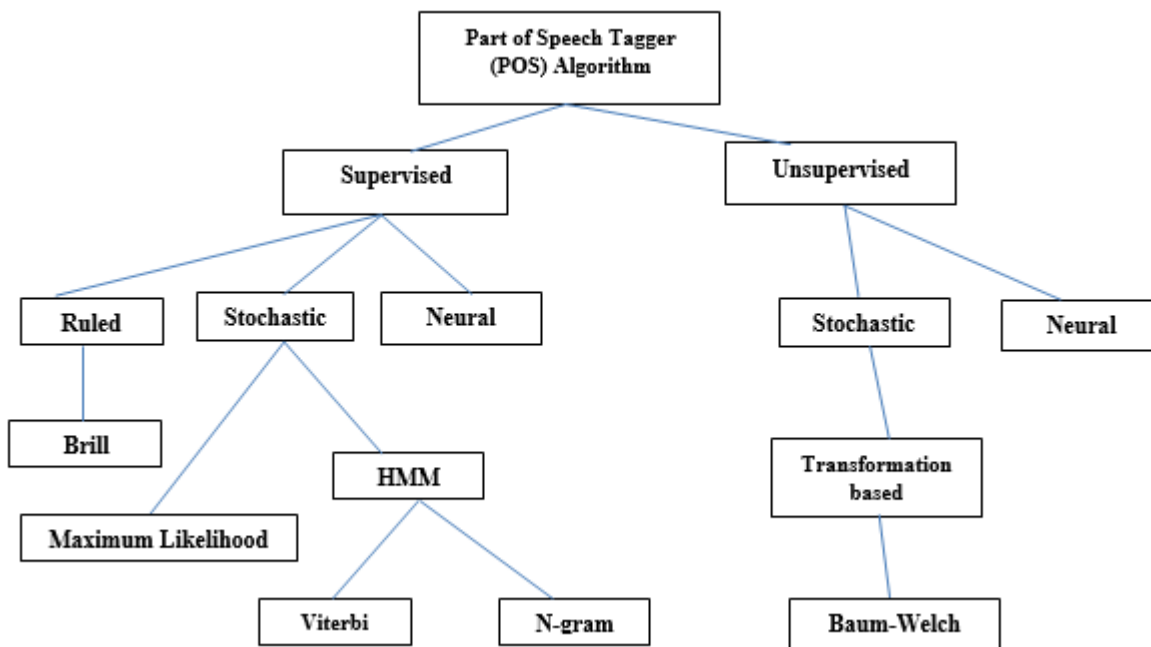 Part of Speech Tagger
(POS) Algorithm
Supervised
Unsupervised
Ruled
Stochastic
Neural
Stochastic
Neural
Brill
HMM
Transformation
based
Maximum Likelihood
Viterbi
N-gram
Baum-Welch